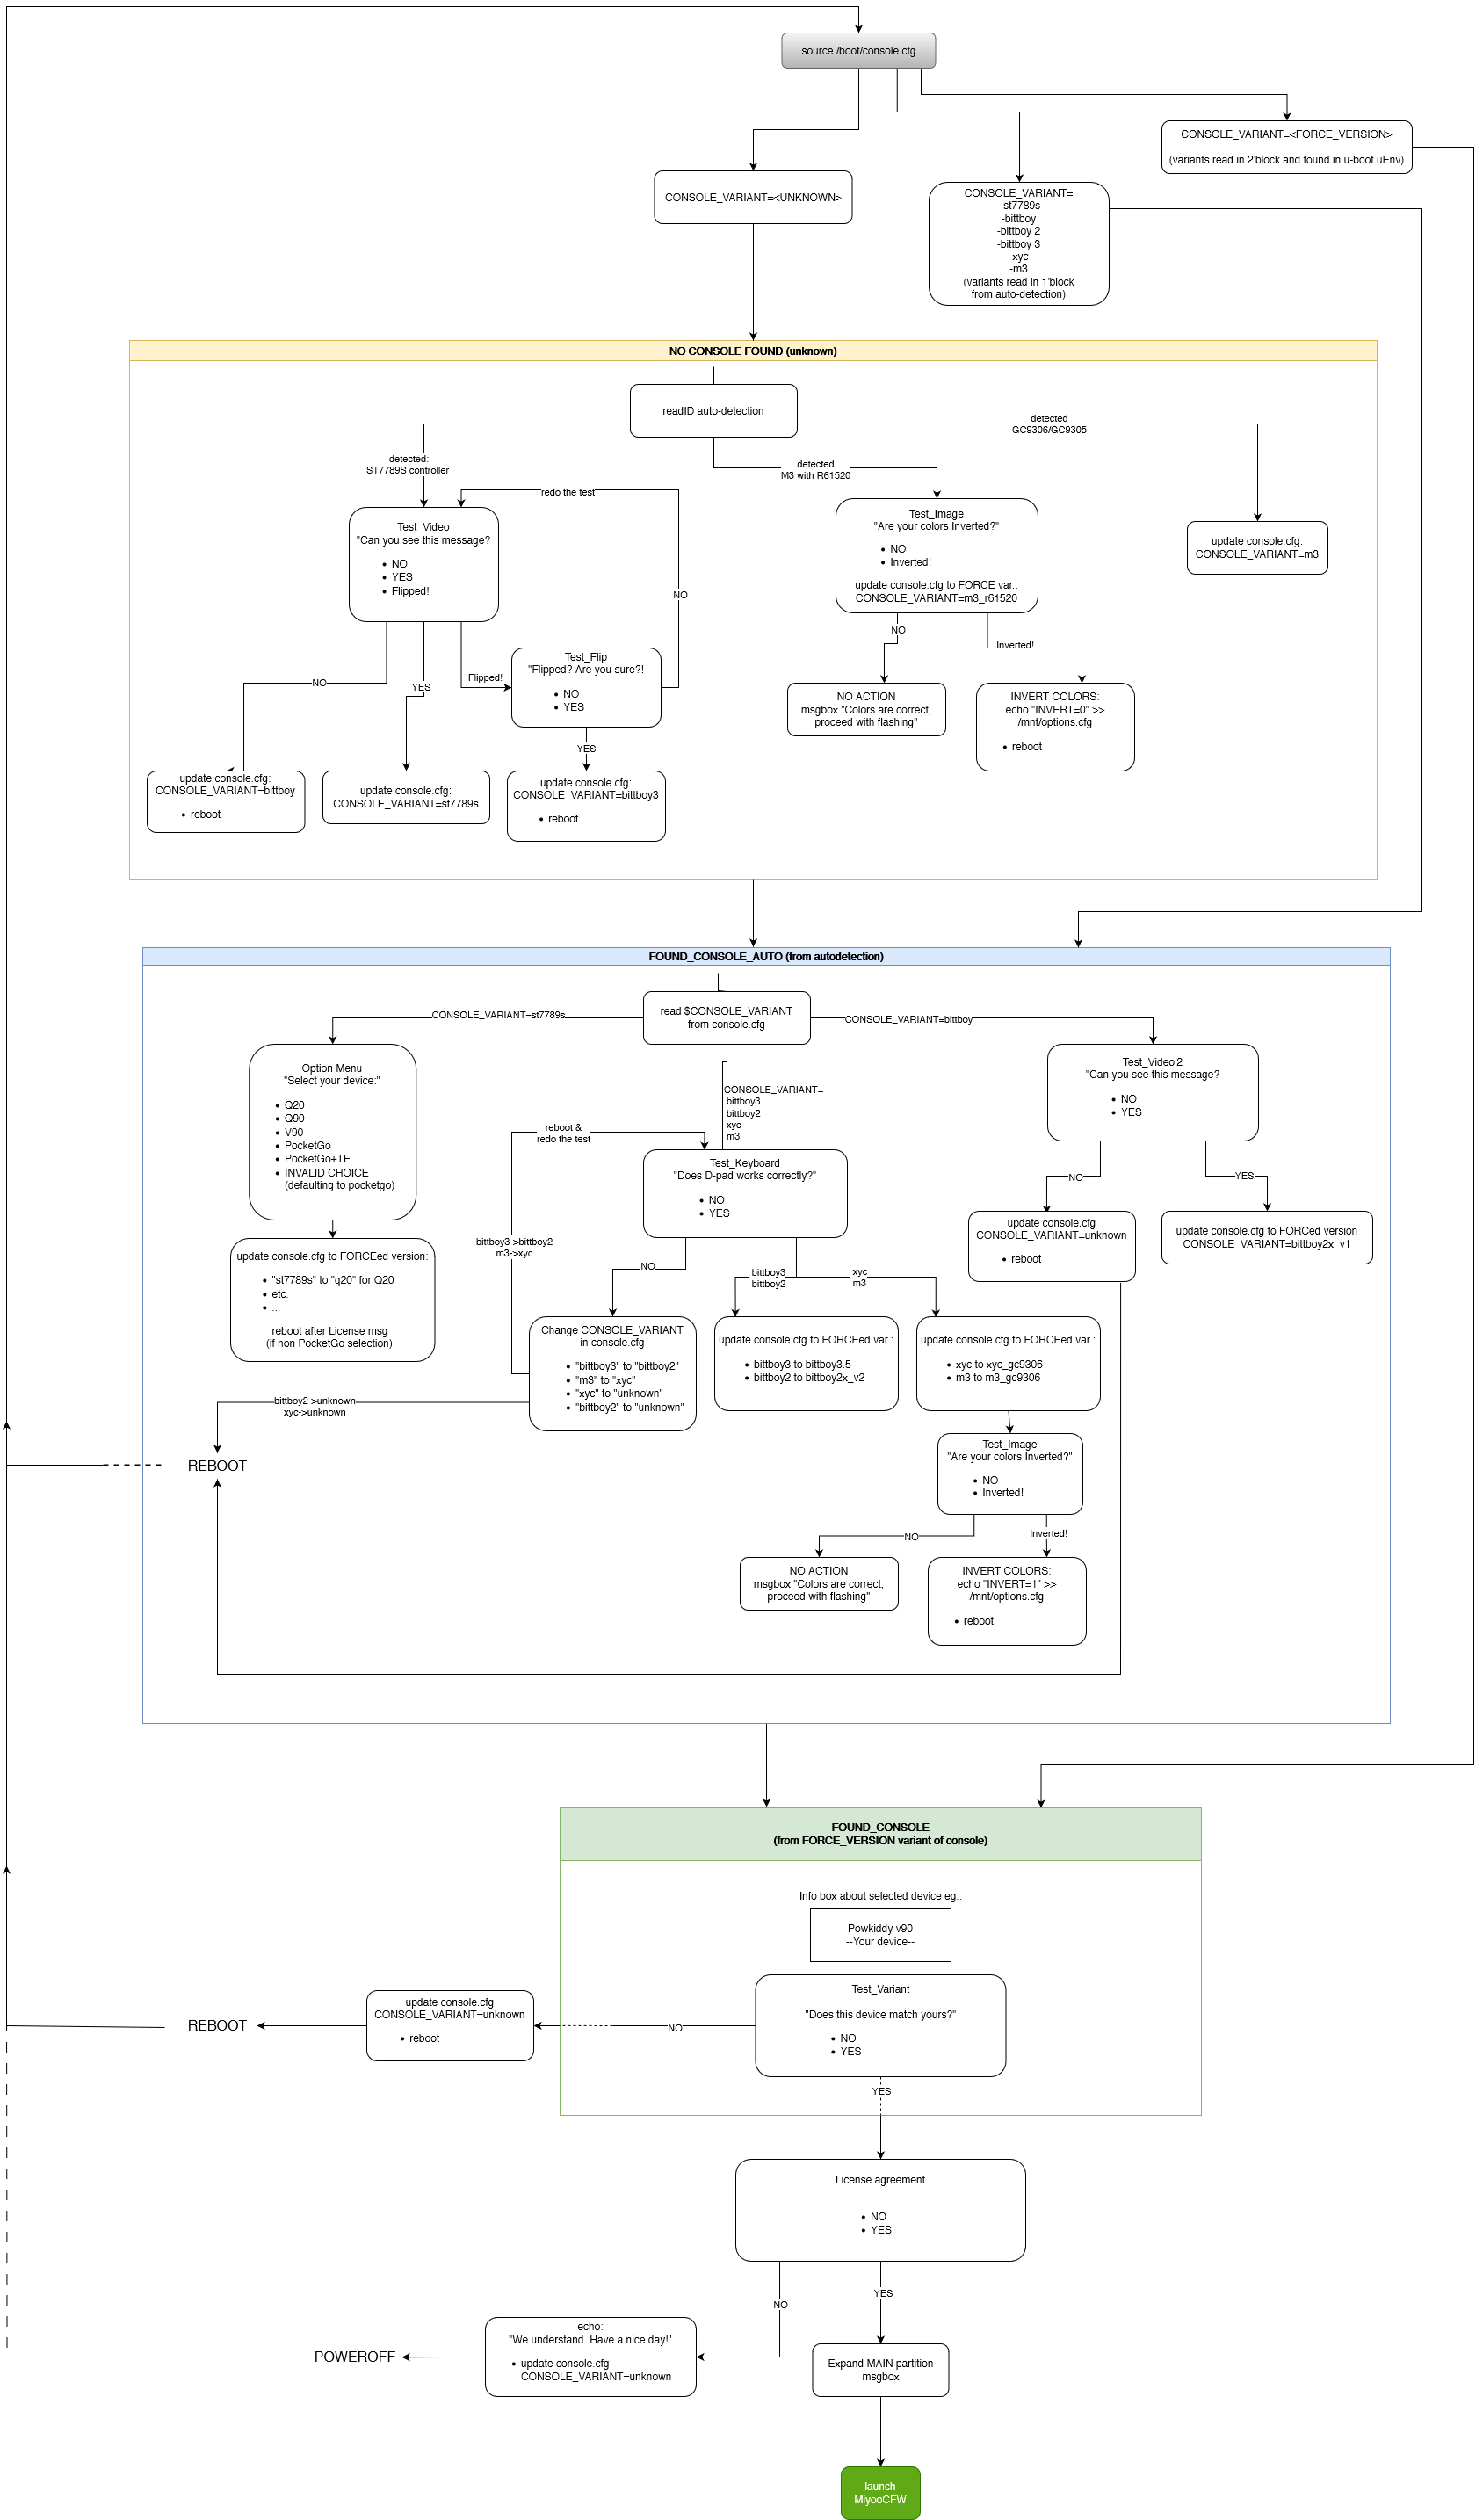 source /boot/console.cfg
CONSOLE_VARIANT=<FORCE_VERSION>
(variants read in 2'block and found in u-boot uEnv)
CONSOLE_VARIANT=<UNKNOWN>
CONSOLE_VARIANT=
- st7789s
-bittboy
-bittboy 2
-bittboy 3
-xyc
-m3
(variants read in 1'block
from auto-detection)
NO CONSOLE FOUND (unknown)
readID auto-detection
detected
GC9306/GC9305
detected:
ST7789S controller
detected
M3 with R61520
redo the test
Test_Video
"Can you see this message?
• NO
• YES
• Flipped!
Test_Image
"Are your colors Inverted?"
• NO
• Inverted!
update console.cfg to FORCE var.:
CONSOLE_VARIANT=m3_r61520
update console.cfg:
CONSOLE_VARIANT=m3
NO
NO
Inverted!
Test_Flip
"Flipped? Are you sure?!
• NO
• YES
Flipped!
NO
YES
NO ACTION
msgbox "Colors are correct,
proceed with flashing"
INVERT COLORS:
echo "INVERT=0" >>
/mnt/options.cfg
• reboot
YES
update console.cfg:
CONSOLE_VARIANT=bittboy
• reboot
update console.cfg:
CONSOLE_VARIANT=st7789s
update console.cfg:
CONSOLE_VARIANT=bittboy3
• reboot
FOUND_CONSOLE_AUTO (from autodetection)
read $CONSOLE_VARIANT
from console.cfg
CONSOLE_VARIANT=st7789s
CONSOLE_VARIANT=bittboy
Option Menu
"Select your device:"
• Q20
• Q90
• V90
• PocketGo
• PocketGo+TE
• INVALID CHOICE
(defaulting to pocketgo)
CONSOLE_VARIANT=
bittboy3
bittboy2
xyc
m3
Test_Video'2
"Can you see this message?
• NO
• YES
reboot &
redo the test
Test_Keyboard
"Does D-pad works correctly?"
• NO
• YES
NO
YES
update console.cfg
CONSOLE_VARIANT=unknown
• reboot
update console.cfg to FORCed version
CONSOLE_VARIANT=bittboy2x_v1
update console.cfg to FORCEed version:
• "st7789s" to "q20" for Q20
• etc.
• ...
reboot after License msg
(if non PocketGo selection)
bittboy3->bittboy2
m3->xyc
NO
bittboy3
bittboy2
xyc
m3
Change CONSOLE_VARIANT
in console.cfg
• "bittboy3" to "bittboy2"
• "m3" to "xyc"
• "xyc" to "unknown"
• "bittboy2" to "unknown"
update console.cfg to FORCEed var.:
• bittboy3 to bittboy3.5
• bittboy2 to bittboy2x_v2
update console.cfg to FORCEed var.:
• xyc to xyc_gc9306
• m3 to m3_gc9306
bittboy2->unknown
xyc->unknown
REBOOT
Test_Image
"Are your colors Inverted?"
• NO
• Inverted!
NO
Inverted!
NO ACTION
msgbox "Colors are correct,
proceed with flashing"
INVERT COLORS:
echo "INVERT=1" >>
/mnt/options.cfg
• reboot
FOUND_CONSOLE
(from FORCE_VERSION variant of console)
Info box about selected device eg.:
Powkiddy v90
--Your device--
Test_Variant
"Does this device match yours?"
• NO
• YES
NO
update console.cfg
CONSOLE_VARIANT=unknown
• reboot
REBOOT
YES
License agreement
• NO
• YES
NO
YES
echo:
"We understand. Have a nice day!"
• update console.cfg:
CONSOLE_VARIANT=unknown
POWEROFF
Expand MAIN partition
msgbox
launch
MiyooCFW